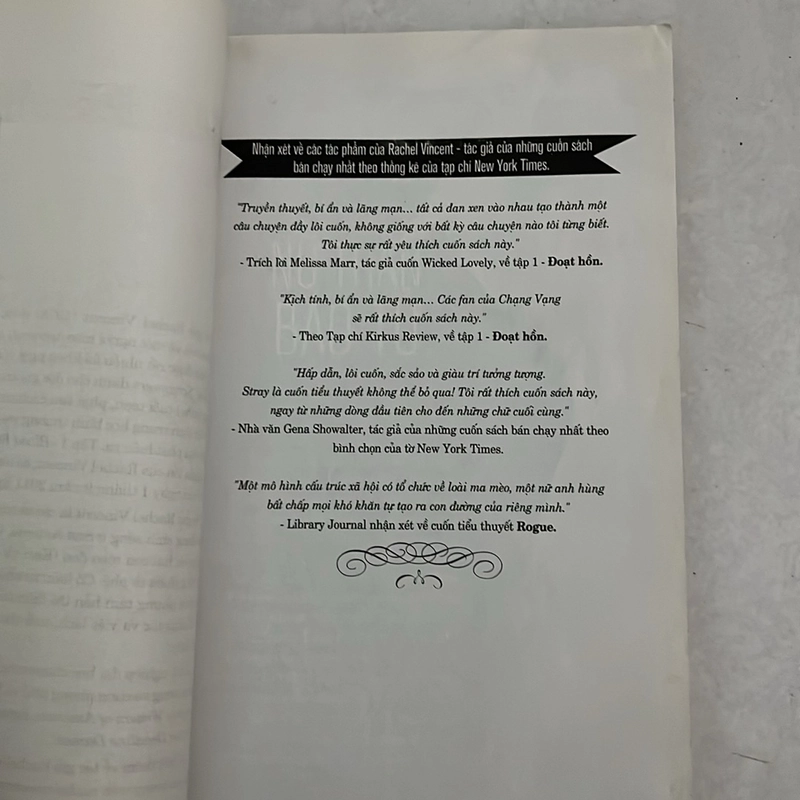 Nhận xét về các tác phẩm của Rachel Vincent - tác giả của những cuốn sách
bán chạy nhất theo thống kê của tạp chí New York Times.
"Truyền thuyết, bí ẩn và lãng mạn... tất cả đan xen vào nhau tạo thành một
câu chuyện đầy lôi cuốn, không giống với bất kỳ câu chuyện nào tôi từng biết.
Tôi thực sự rất yêu thích cuốn sách này."
- Trích lời Melissa Marr, tác giả cuốn Wicked Lovely, về tập 1 - Đoạt hồn.
"Kịch tính, bí ẩn và lãng mạn... Các fan của Chạng Vạng
sẽ rất thích cuốn sách này."
- Theo Tạp chí Kirkus Review, về tập 1 - Đoạt hồn.
"Hấp dẫn, lôi cuốn, sắc sảo và giàu trí tưởng tượng.
Stray là cuốn tiểu thuyết không thể bỏ qua! Tôi rất thích cuốn sách này,
ngay từ những dòng đầu tiên cho đến những chữ cuối cùng."
- Nhà văn Gena Showalter, tác giả của những cuốn sách bán chạy nhất theo
bình chọn của từ New York Times.
"Một mô hình cấu trúc xã hội có tổ chức về loài ma mèo, một nữ anh hùng
bất chấp mọi khó khăn tự tạo ra con đường của riêng mình."
- Library Journal nhận xét về cuốn tiểu thuyết Rogue.